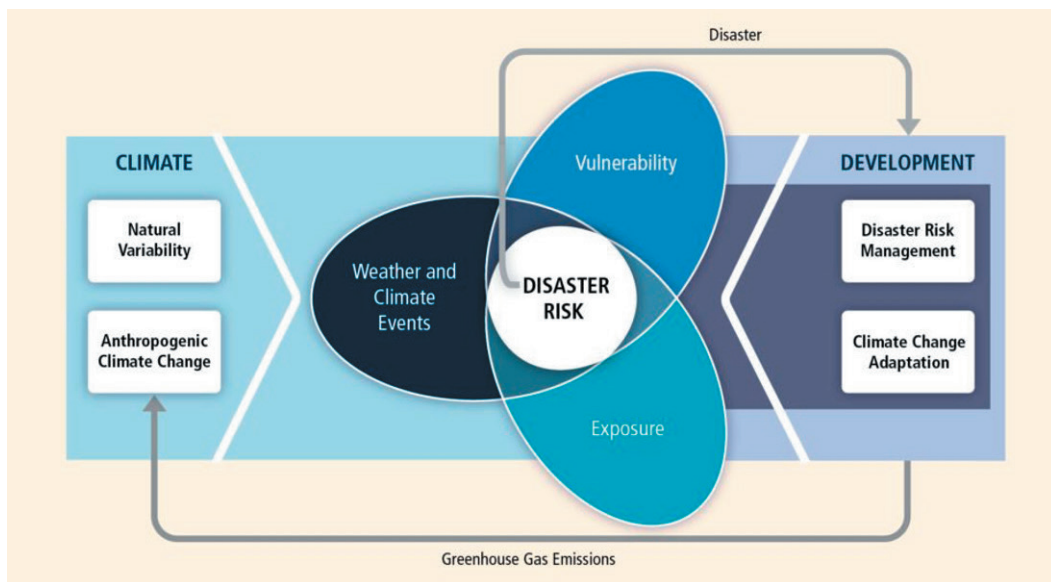 Disaster
CLIMATE
Natural
Variability
Anthropogenic
Climate Change
Weather and
Climate
Events
Vulnerability
DISASTER
RISK
Exposure
DEVELOPMENT
Disaster Risk
Management
Climate Change
Adaptation
Greenhouse Gas Emissions